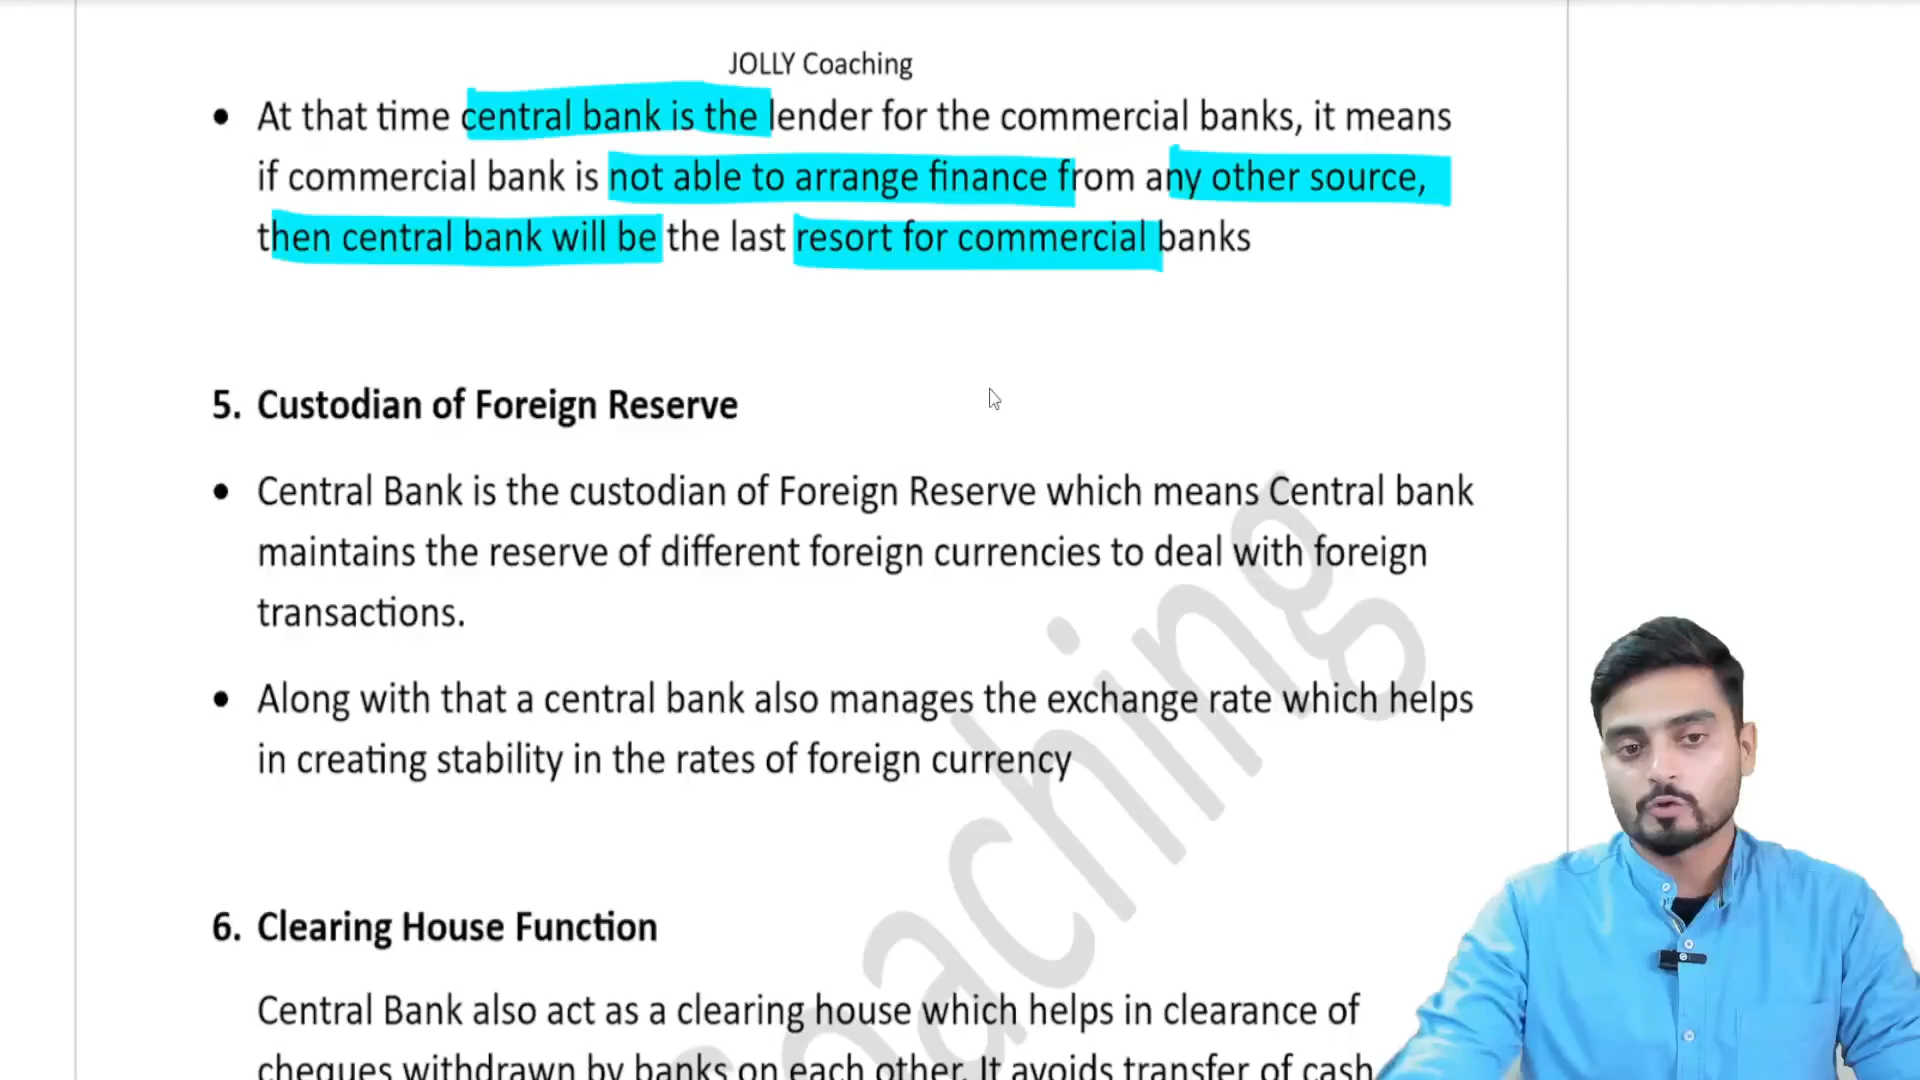 JOLLY Coaching
• At that time central bank is the lender for the commercial banks, it means
if commercial bank is not able to arrange finance from any other source,
then central bank will be the last resort for commercial banks
5. Custodian of Foreign Reserve
• Central Bank is the custodian of Foreign Reserve which means Central bank
maintains the reserve of different foreign currencies to deal with foreign
transactions.
• Along with that a central bank also manages the exchange rate which helps
in creating stability in the rates of foreign currency
6. Clearing House Function
Central Bank also act as a clearing house which helps in clearance of
cheques withdrawn by banks on each other. It avoids transfer of cash
Coaching